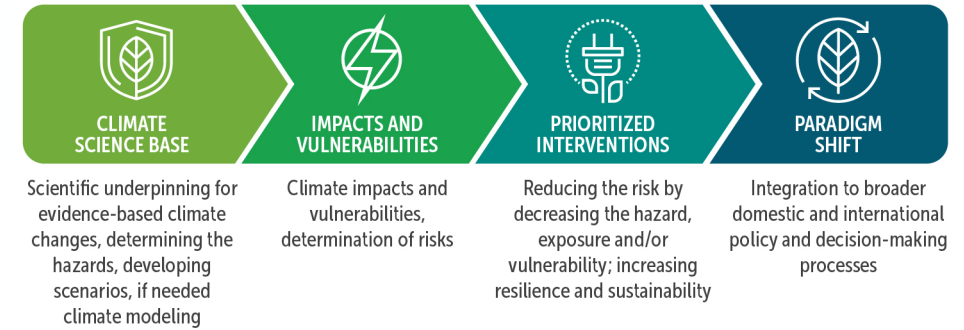 CLIMATE
SCIENCE BASE
Scientific underpinning for
evidence-based climate
changes, determining the
hazards, developing
scenarios, if needed
climate modeling
IMPACTS AND
VULNERABILITIES
Climate impacts and
vulnerabilities,
determination of risks
PRIORITIZED
INTERVENTIONS
Reducing the risk by
decreasing the hazard,
exposure and/or
vulnerability; increasing
resilience and sustainability
PARADIGM
SHIFT
Integration to broader
domestic and international
policy and decision-making
processes